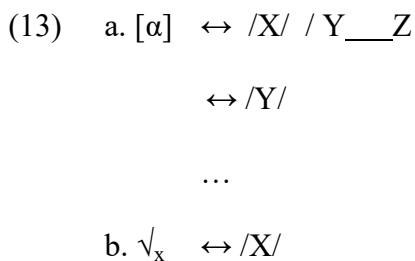 (13) a. [α] ↔ /X/ / Y___Z
↔ /Y/
…
b. √x ↔ /X/